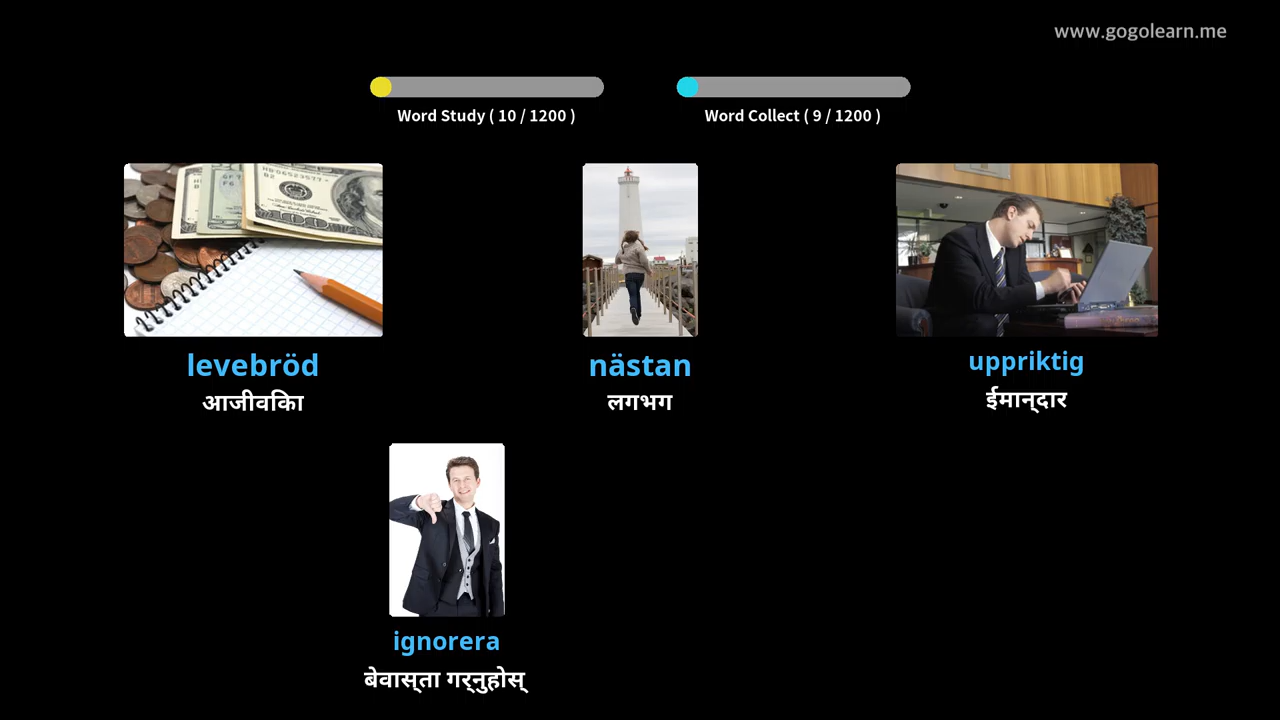 www.gogolearn.me
Word Study ( 10 / 1200 )
Word Collect ( 9 / 1200 )
levebröd
nästan
uppriktig
आजीविका
लगभग
ईमान्दार
ignorera
बेवास्ता गर्नुहोस्